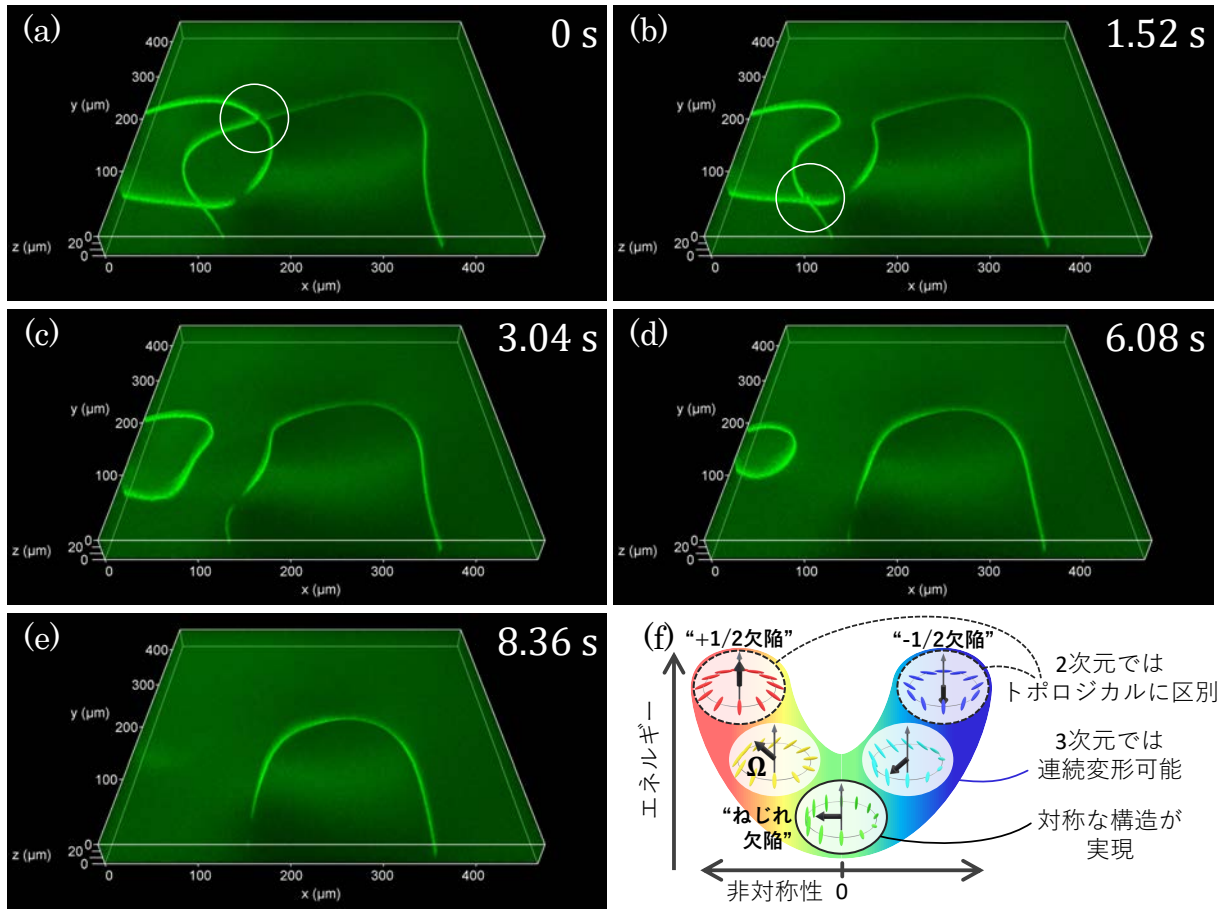 (a)
0 s
400
300
y (µm)
200
100
z (µm)
20
0
0
0
100
200
300
400
x (µm)
(b)
1.52 s
400
300
y (µm)
200
100
z (µm)
20
0
0
0
100
200
300
400
x (µm)
(c)
3.04 s
400
300
y (µm)
200
100
z (µm)
20
0
0
0
100
200
300
400
x (µm)
(d)
6.08 s
400
300
y (µm)
200
100
z (µm)
20
0
0
0
100
200
300
400
x (µm)
(e)
8.36 s
400
300
y (µm)
200
100
z (µm)
20
0
0
0
100
200
300
400
x (µm)
(f)
“+1/2欠陥”
“-1/2欠陥”
2次元では
トポロジカルに区別
3次元では
連続変形可能
Ω
“ねじれ
欠陥”
対称な構造が
実現
エネルギー
非対称性 0